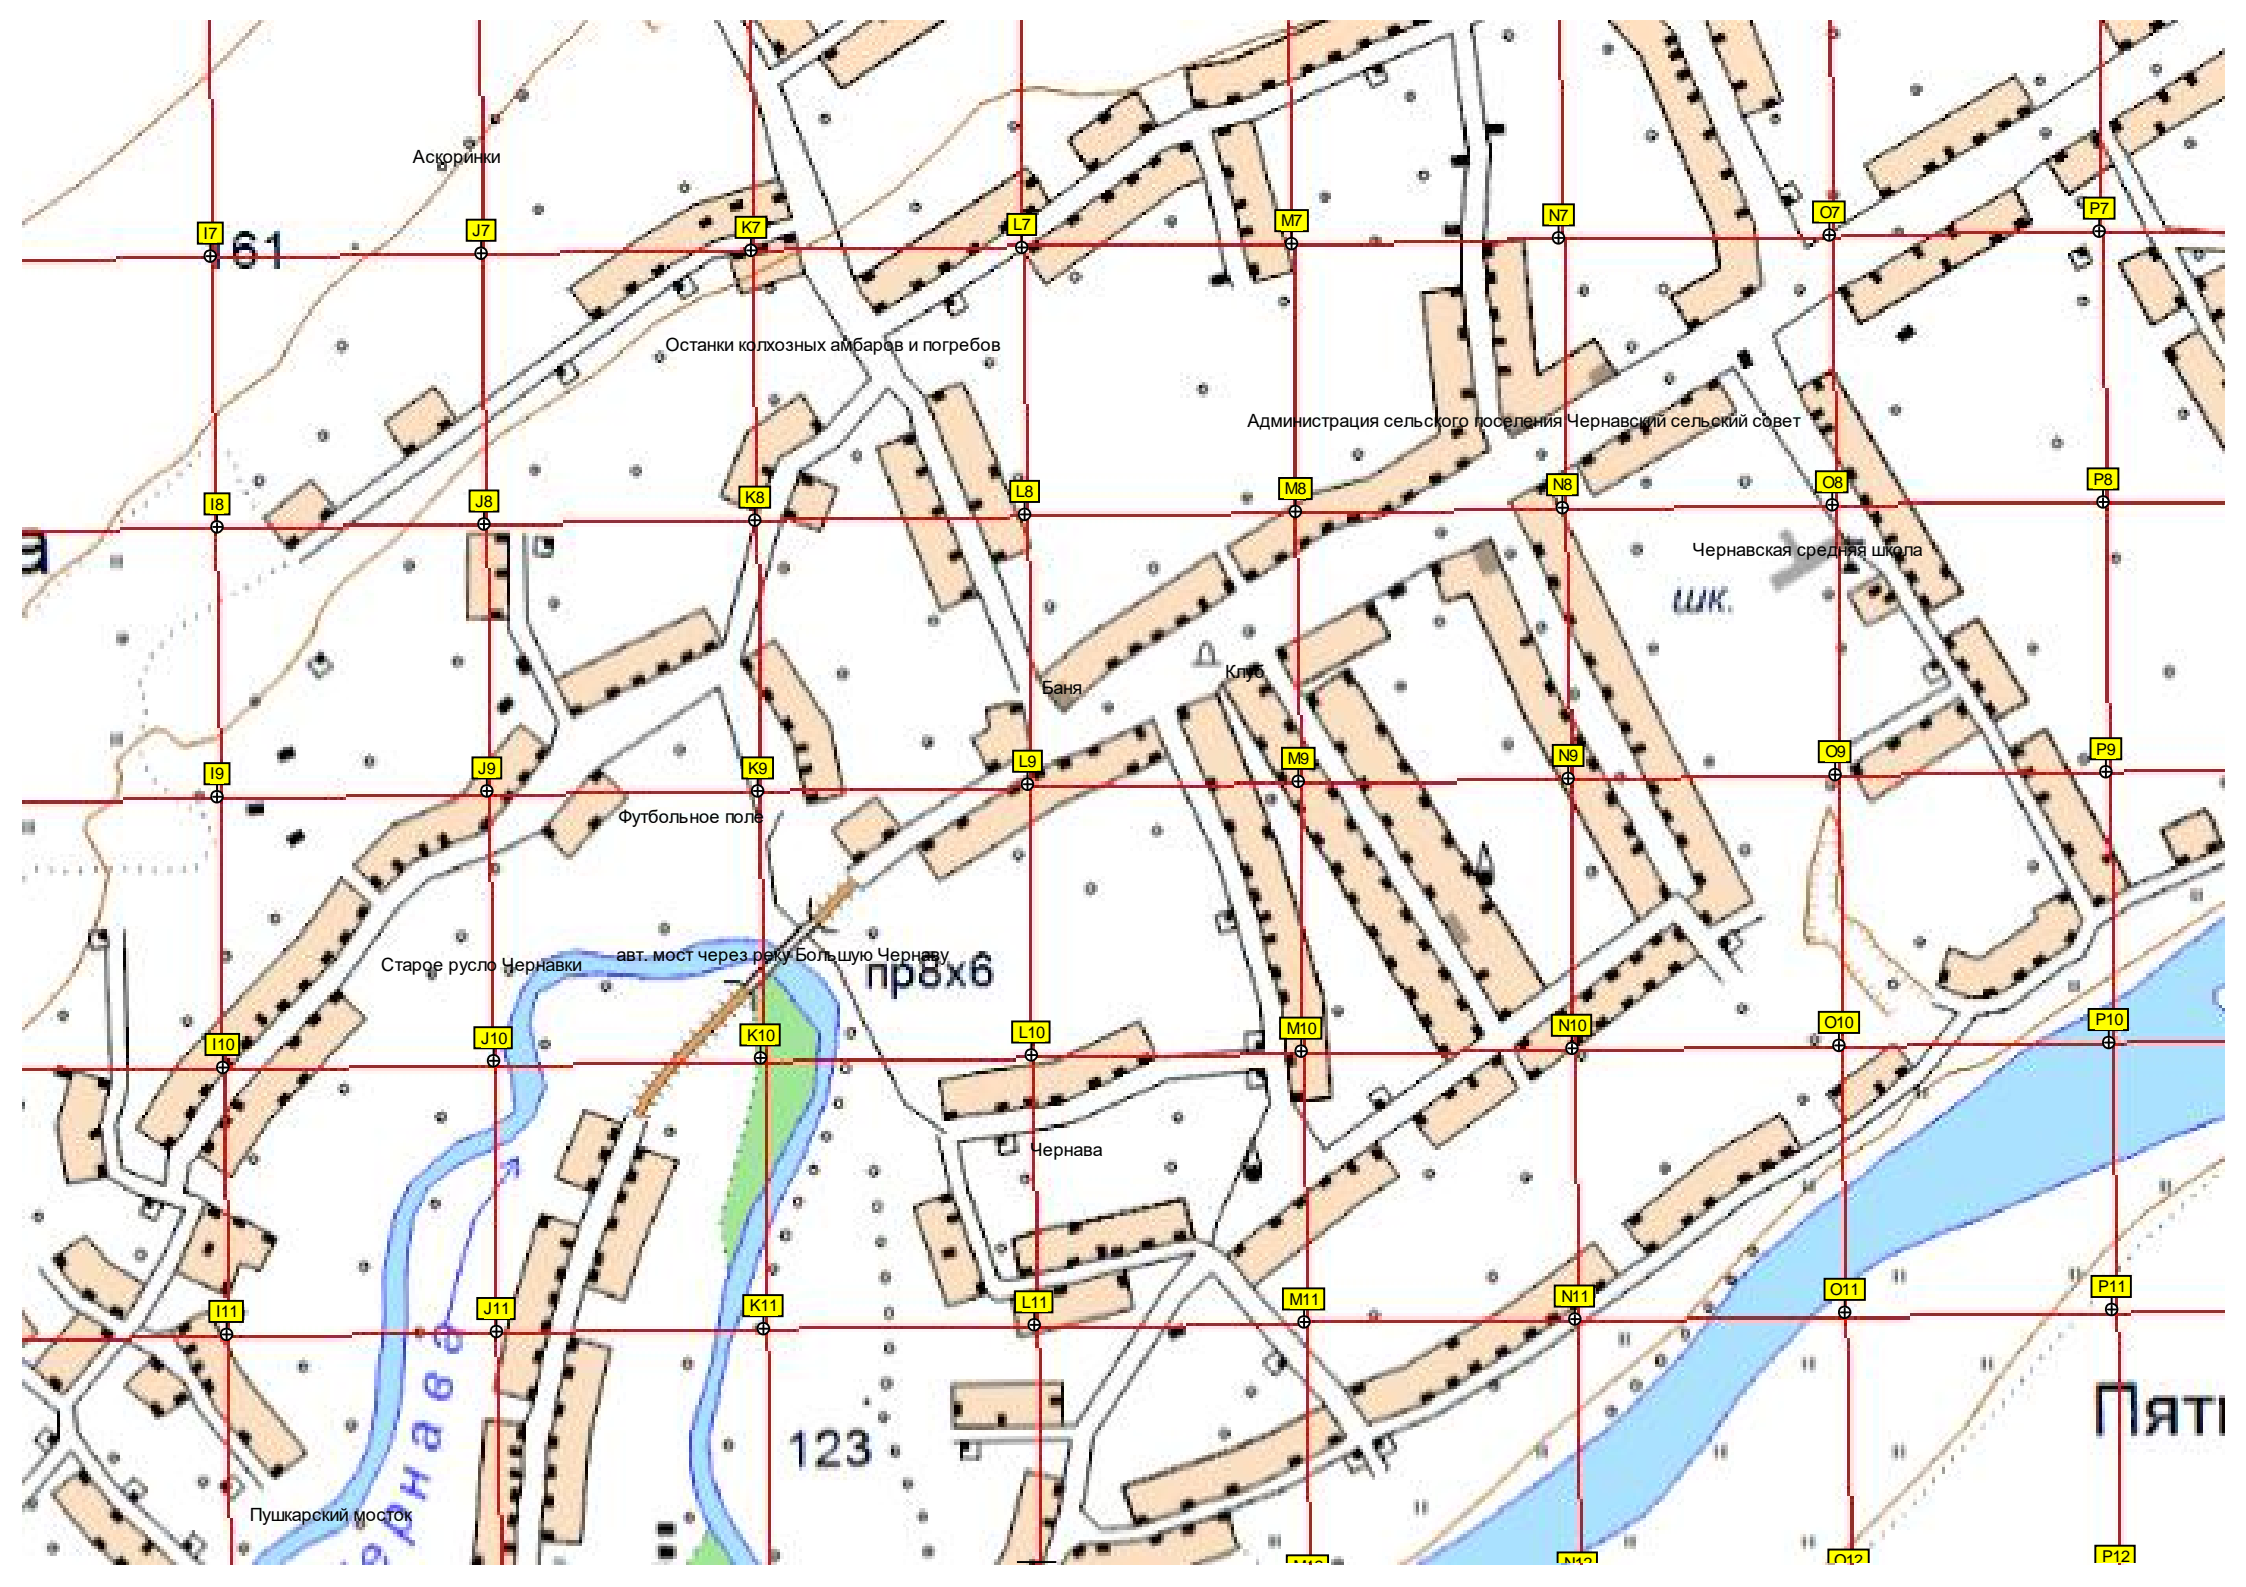 Аскоринки
I7
J7
K7
L7
M7
N7
O7
P7
161
Останки колхозных амбаров и погребов
Администрация сельского поселения Чернавский сельский совет
I8
J8
K8
L8
M8
N8
O8
P8
а
Чернавская средняя школа
шк.
Клуб
Баня
I9
J9
K9
L9
M9
N9
O9
P9
Футбольное поле
авт. мост через реку Большую Чернаву
Старое русло Чернавки
пр8х6
I10
J10
K10
L10
M10
N10
O10
P10
Чернава
I11
J11
K11
L11
M11
N11
O11
P11
ернава
123
Пят
Пушкарский мосток
N12
O12
P12